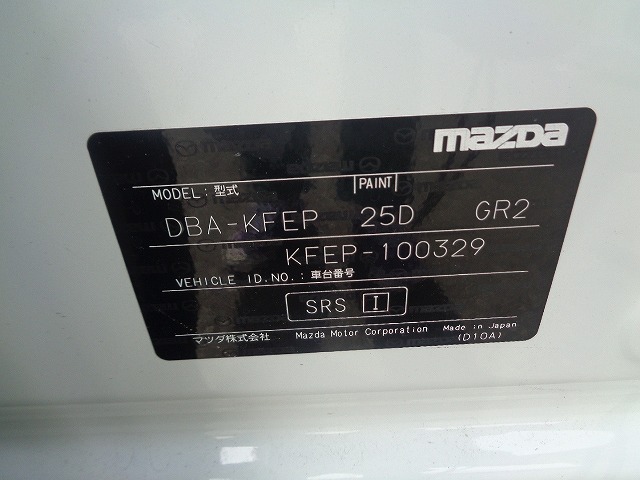 mazda
MODEL:型式 PAINT
DBA-KFEP 25D GR2
KFEP-100329
VEHICLE ID.NO.:車台番号
SRS I
マツダ株式会社 Mazda Motor Corporation Made in Japan
(D10A)